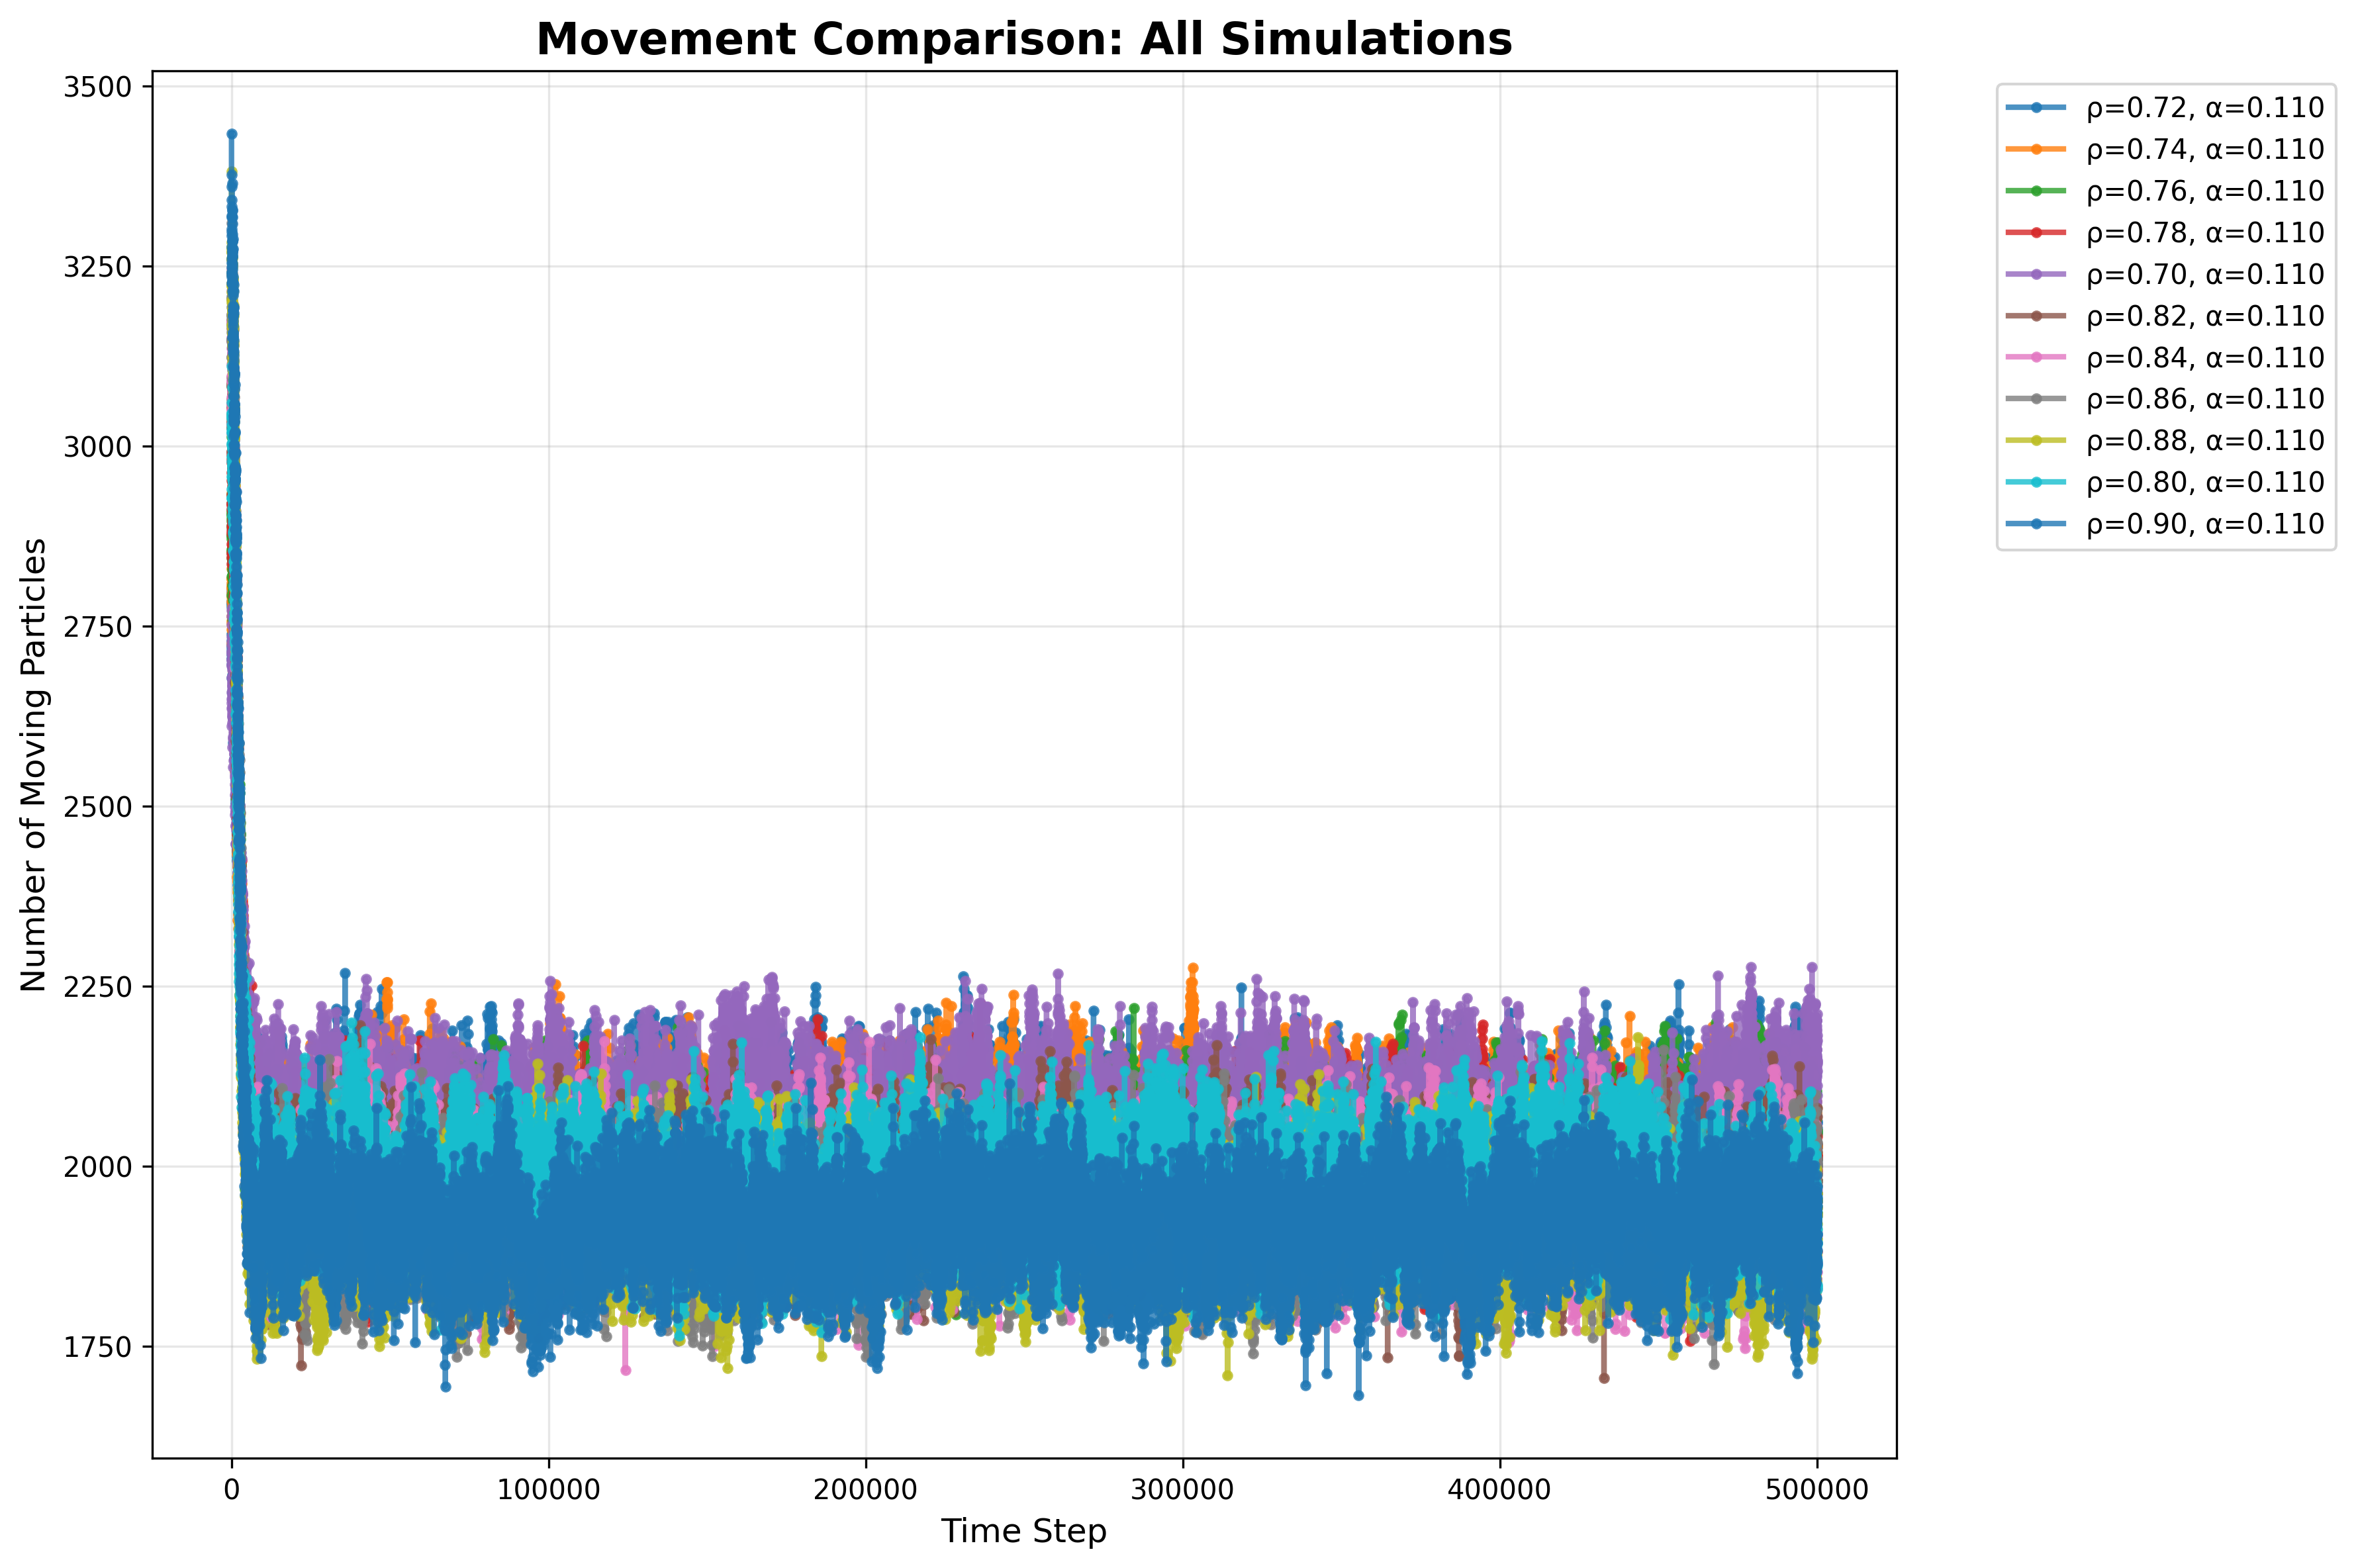 Movement Comparison: All Simulations
3500
3250
3000
2750
2500
2250
2000
1750
Number of Moving Particles
0
100000
200000
300000
400000
500000
Time Step
ρ=0.72, α=0.110
ρ=0.74, α=0.110
ρ=0.76, α=0.110
ρ=0.78, α=0.110
ρ=0.70, α=0.110
ρ=0.82, α=0.110
ρ=0.84, α=0.110
ρ=0.86, α=0.110
ρ=0.88, α=0.110
ρ=0.80, α=0.110
ρ=0.90, α=0.110